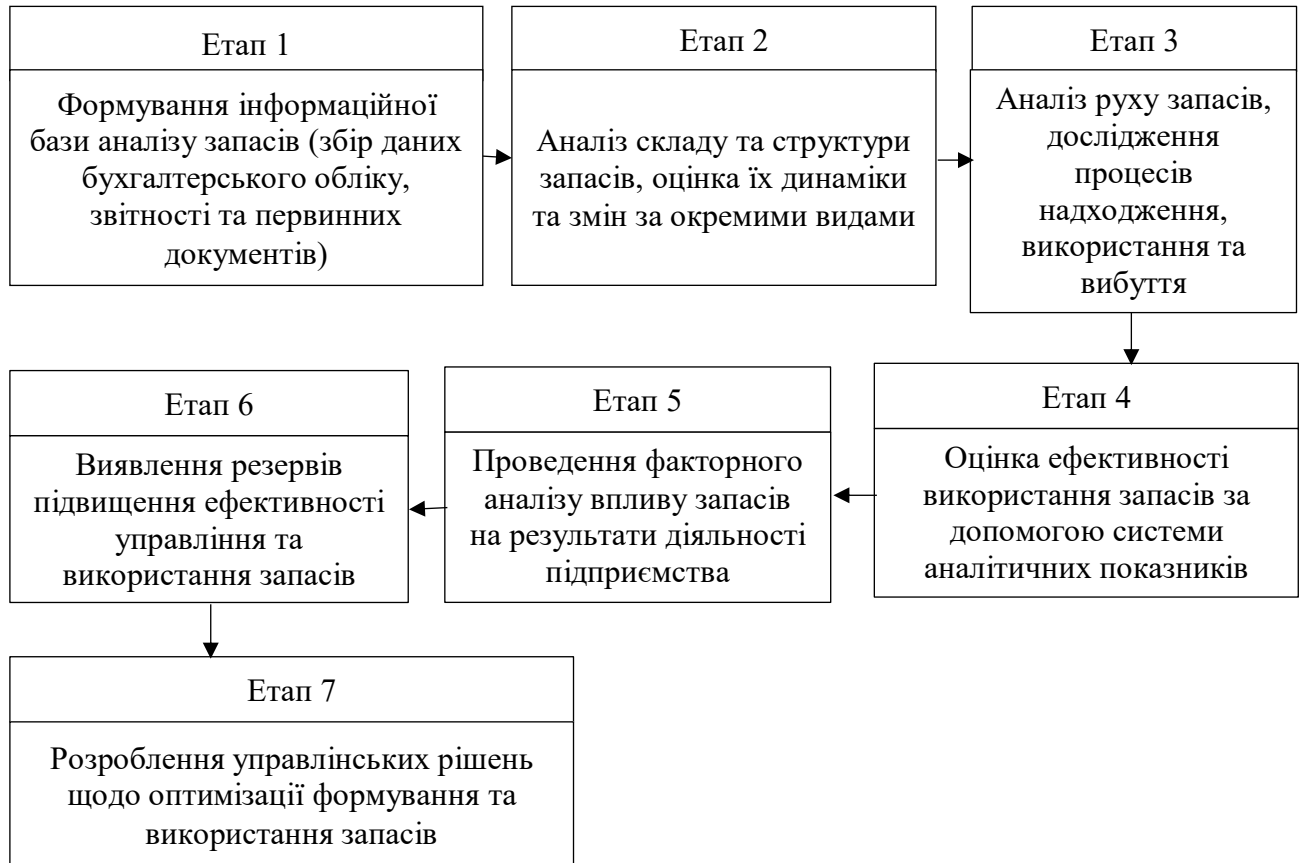 Етап 1
Формування інформаційної
бази аналізу запасів (збір даних
бухгалтерського обліку,
звітності та первинних
документів)
Етап 2
Аналіз складу та структури
запасів, оцінка їх динаміки
та змін за окремими видами
Етап 3
Аналіз руху запасів,
дослідження
процесів
надходження,
використання та
вибуття
Етап 4
Оцінка ефективності
використання запасів за
допомогою системи
аналітичних показників
Етап 5
Проведення факторного
аналізу впливу запасів
на результати діяльності
підприємства
Етап 6
Виявлення резервів
підвищення ефективності
управління та
використання запасів
Етап 7
Розроблення управлінських рішень
щодо оптимізації формування та
використання запасів